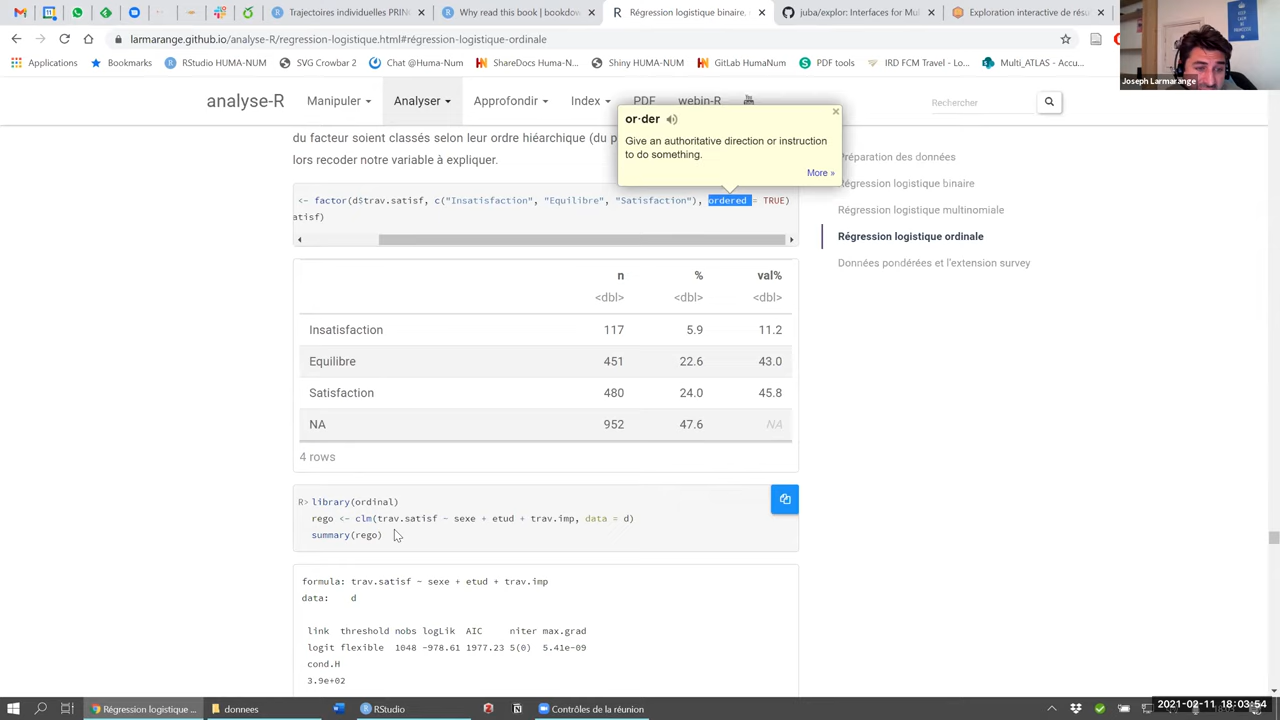 Trajectoires individuelles PRINC
Why read the book | bookdown
Régression logistique binaire,
juba/explor: Interfaces for Mul
Exploration interactive de résu
larmarange.github.io/analyse-R/regression-logistique.html#régression-logistique-ordinale
Applications
Bookmarks
RStudio HUMA-NUM
SVG Crowbar 2
Chat @Huma-Num
ShareDocs Huma-N...
Shiny HUMA-NUM
GitLab HumaNum
PDF tools
IRD FCM Travel - Lo...
Multi_ATLAS - Accu...
Joseph Larmarange
analyse-R
Manipuler
Analyser
Approfondir
Index
PDF
webin-R
Rechercher
or·der
Give an authoritative direction or instruction
to do something.
More »
du facteur soient classés selon leur ordre hiéarchique (du p
lors recoder notre variable à expliquer.
<- factor(d$trav.satisf, c("Insatisfaction", "Equilibre", "Satisfaction"), ordered = TRUE)
atisf)
n % val%
<dbl> <dbl> <dbl>
Insatisfaction 117 5.9 11.2
Equilibre 451 22.6 43.0
Satisfaction 480 24.0 45.8
NA 952 47.6 NA
4 rows
R> library(ordinal)
rego <- clm(trav.satisf ~ sexe + etud + trav.imp, data = d)
summary(rego)
formula: trav.satisf ~ sexe + etud + trav.imp
data: d
link threshold nobs logLik AIC niter max.grad
logit flexible 1048 -978.61 1977.23 5(0) 5.41e-09
cond.H
3.9e+02
Préparation des données
Régression logistique binaire
Régression logistique multinomiale
Régression logistique ordinale
Données pondérées et l'extension survey
Régression logistique ...
donnees
RStudio
Contrôles de la réunion
2021-02-11 18:03:54